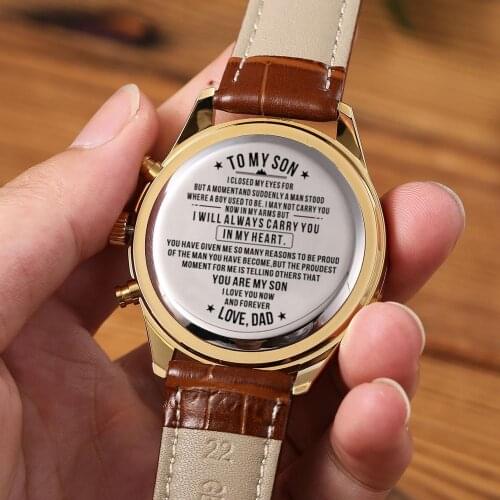 TO MY SON
I CLOSED MY EYES FOR
BUT A MOMENTAND SUDDENLY A MAN STOOD
WHERE A BOY USED TO BE. I MAY NOT CARRY YOU
NOW IN MY ARMS BUT
I WILL ALWAYS CARRY YOU
IN MY HEART.
YOU HAVE GIVEN ME SO MANY REASONS TO BE PROUD
OF THE MAN YOU HAVE BECOME,BUT THE PROUDEST
MOMENT FOR ME IS TELLING OTHERS THAT
YOU ARE MY SON
I LOVE YOU NOW
AND FOREVER
LOVE, DAD
22